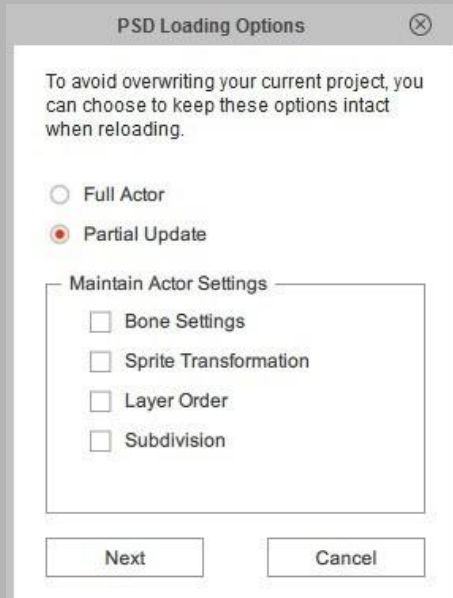 PSD Loading Options
To avoid overwriting your current project, you
can choose to keep these options intact
when reloading.
Full Actor
Partial Update
Maintain Actor Settings
Bone Settings
Sprite Transformation
Layer Order
Subdivision
Next
Cancel